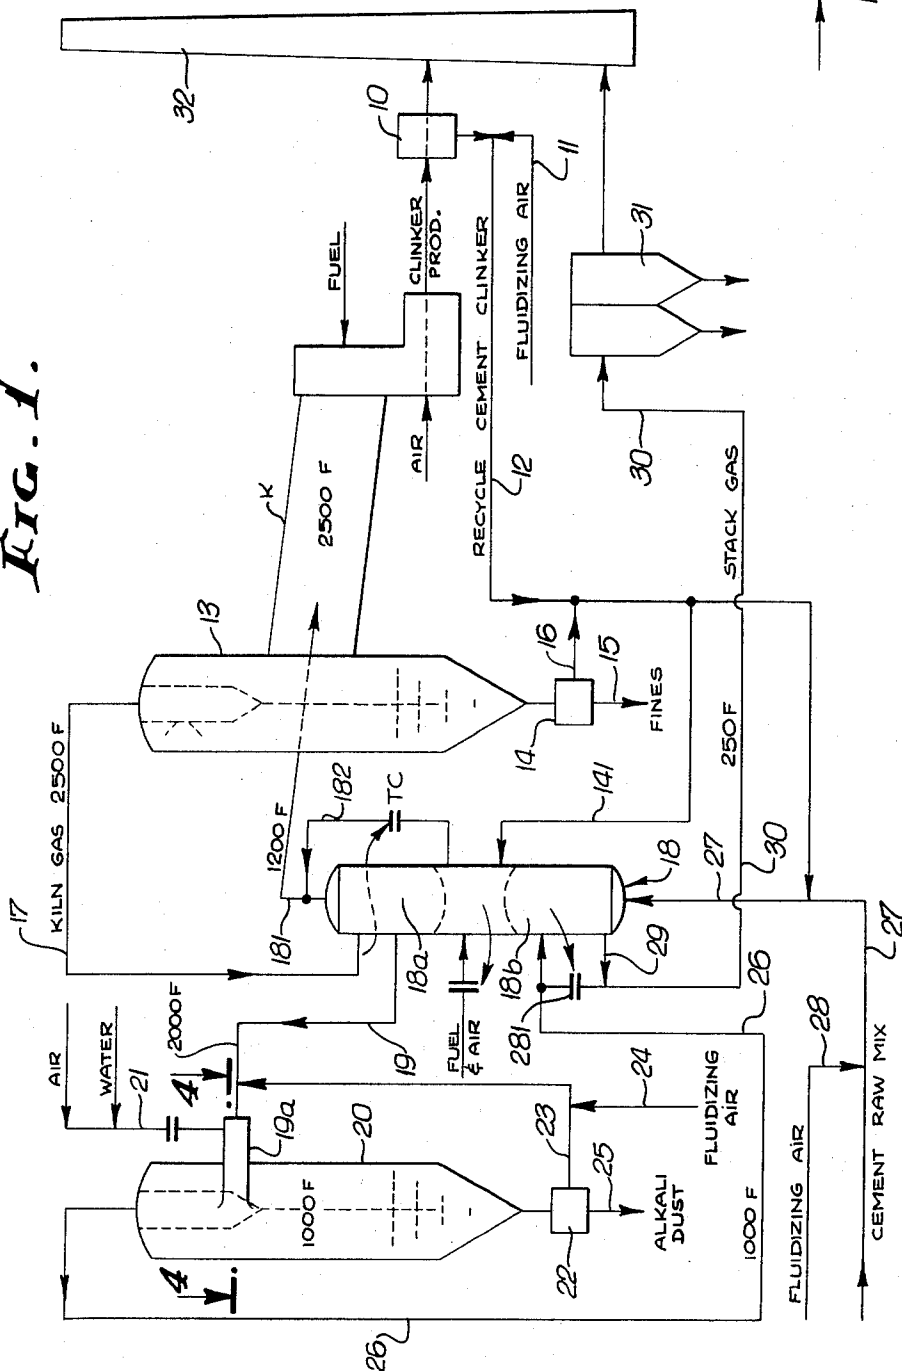 FIG. 1.
32
10
CLINKER
PROD.
FUEL
11
FLUIDIZING AIR
RECYCLE CEMENT CLINKER
12
31
30
STACK GAS
250F
30
K
2500 F
AIR
13
16
15
14
FINES
KILN GAS 2500 F
17
1200 F
182
TC
181
141
18
18a
18b
27
29
281
FUEL
& AIR
19
2000F
AIR
WATER
21
4
19a
20
1000F
4
23
24
FLUIDIZING
AIR
25
22
ALKALI
DUST
1000 F
26
26
28
FLUIDIZING AIR
CEMENT RAW MIX
27